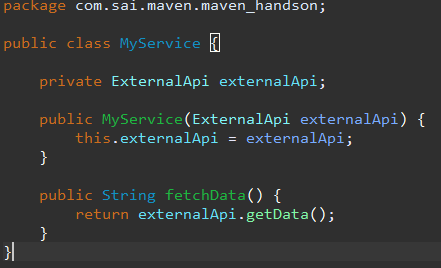 package com.sai.maven.maven_handson;
public class MyService {
private ExternalApi externalApi;
public MyService(ExternalApi externalApi) {
this.externalApi = externalApi;
}
public String fetchData() {
return externalApi.getData();
}
}